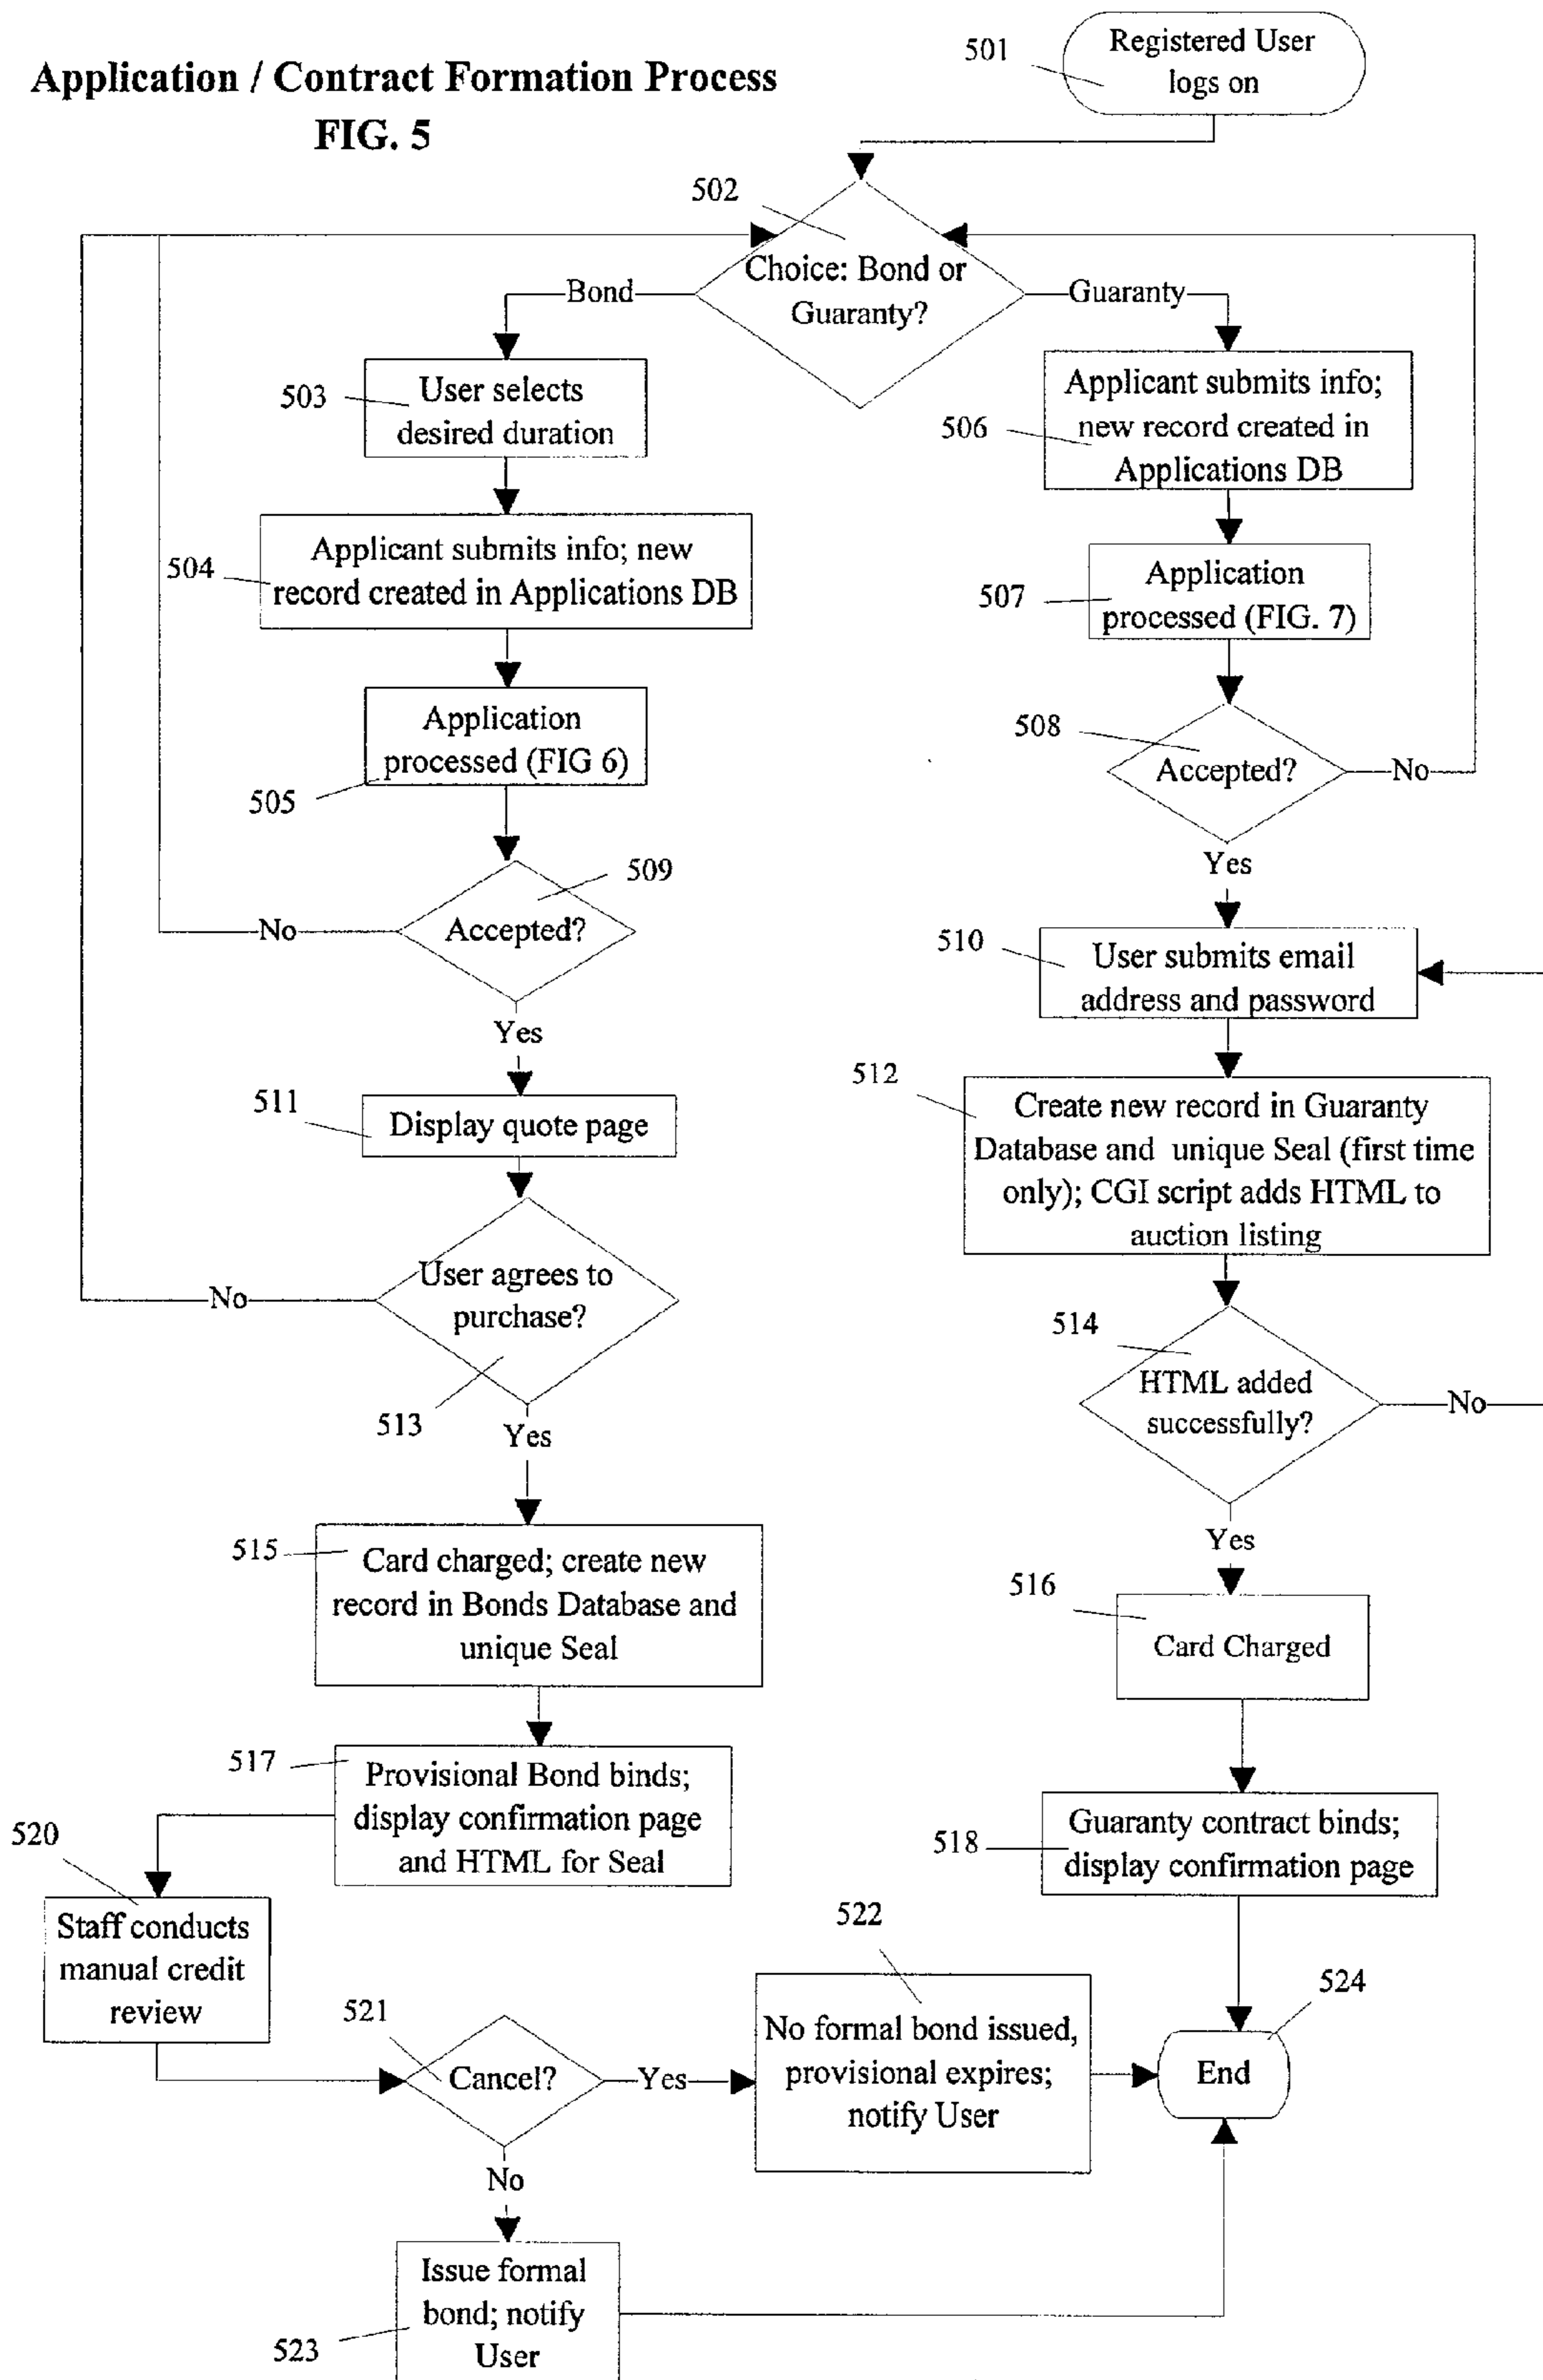 Application / Contract Formation Process
FIG. 5
501
Registered User
logs on
502
Choice: Bond or
Guaranty?
Bond
Guaranty
503
User selects
desired duration
506
Applicant submits info;
new record created in
Applications DB
504
Applicant submits info; new
record created in Applications DB
507
Application
processed (FIG. 7)
505
Application
processed (FIG 6)
508
Accepted?
No
Yes
509
Accepted?
No
Yes
510
User submits email
address and password
511
Display quote page
512
Create new record in Guaranty
Database and unique Seal (first time
only); CGI script adds HTML to
auction listing
User agrees to
purchase?
No
513
Yes
514
HTML added
successfully?
No
Yes
515
Card charged; create new
record in Bonds Database and
unique Seal
516
Card Charged
517
Provisional Bond binds;
display confirmation page
and HTML for Seal
518
Guaranty contract binds;
display confirmation page
520
Staff conducts
manual credit
review
521
Cancel?
Yes
No
522
No formal bond issued,
provisional expires;
notify User
524
End
523
Issue formal
bond; notify
User